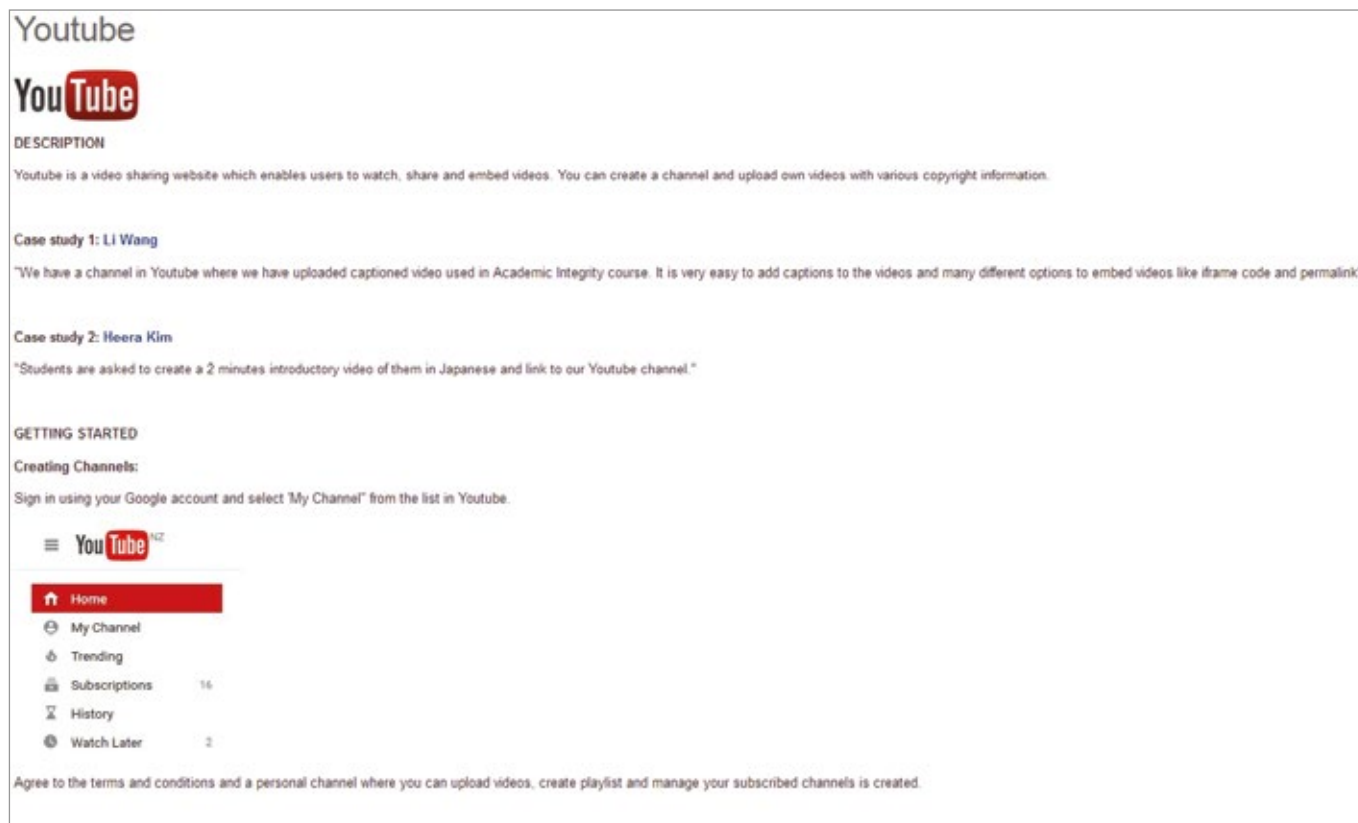 Youtube
YouTube
DESCRIPTION
Youtube is a video sharing website which enables users to watch, share and embed videos. You can create a channel and upload own videos with various copyright information.
Case study 1: Li Wang
"We have a channel in Youtube where we have uploaded captioned video used in Academic Integrity course. It is very easy to add captions to the videos and many different options to embed videos like iframe code and permalink"
Case study 2: Heera Kim
"Students are asked to create a 2 minutes introductory video of them in Japanese and link to our Youtube channel."
GETTING STARTED
Creating Channels:
Sign in using your Google account and select 'My Channel" from the list in Youtube.
YouTube NZ
Home
My Channel
Trending
Subscriptions 16
History
Watch Later 2
Agree to the terms and conditions and a personal channel where you can upload videos, create playlist and manage your subscribed channels is created.